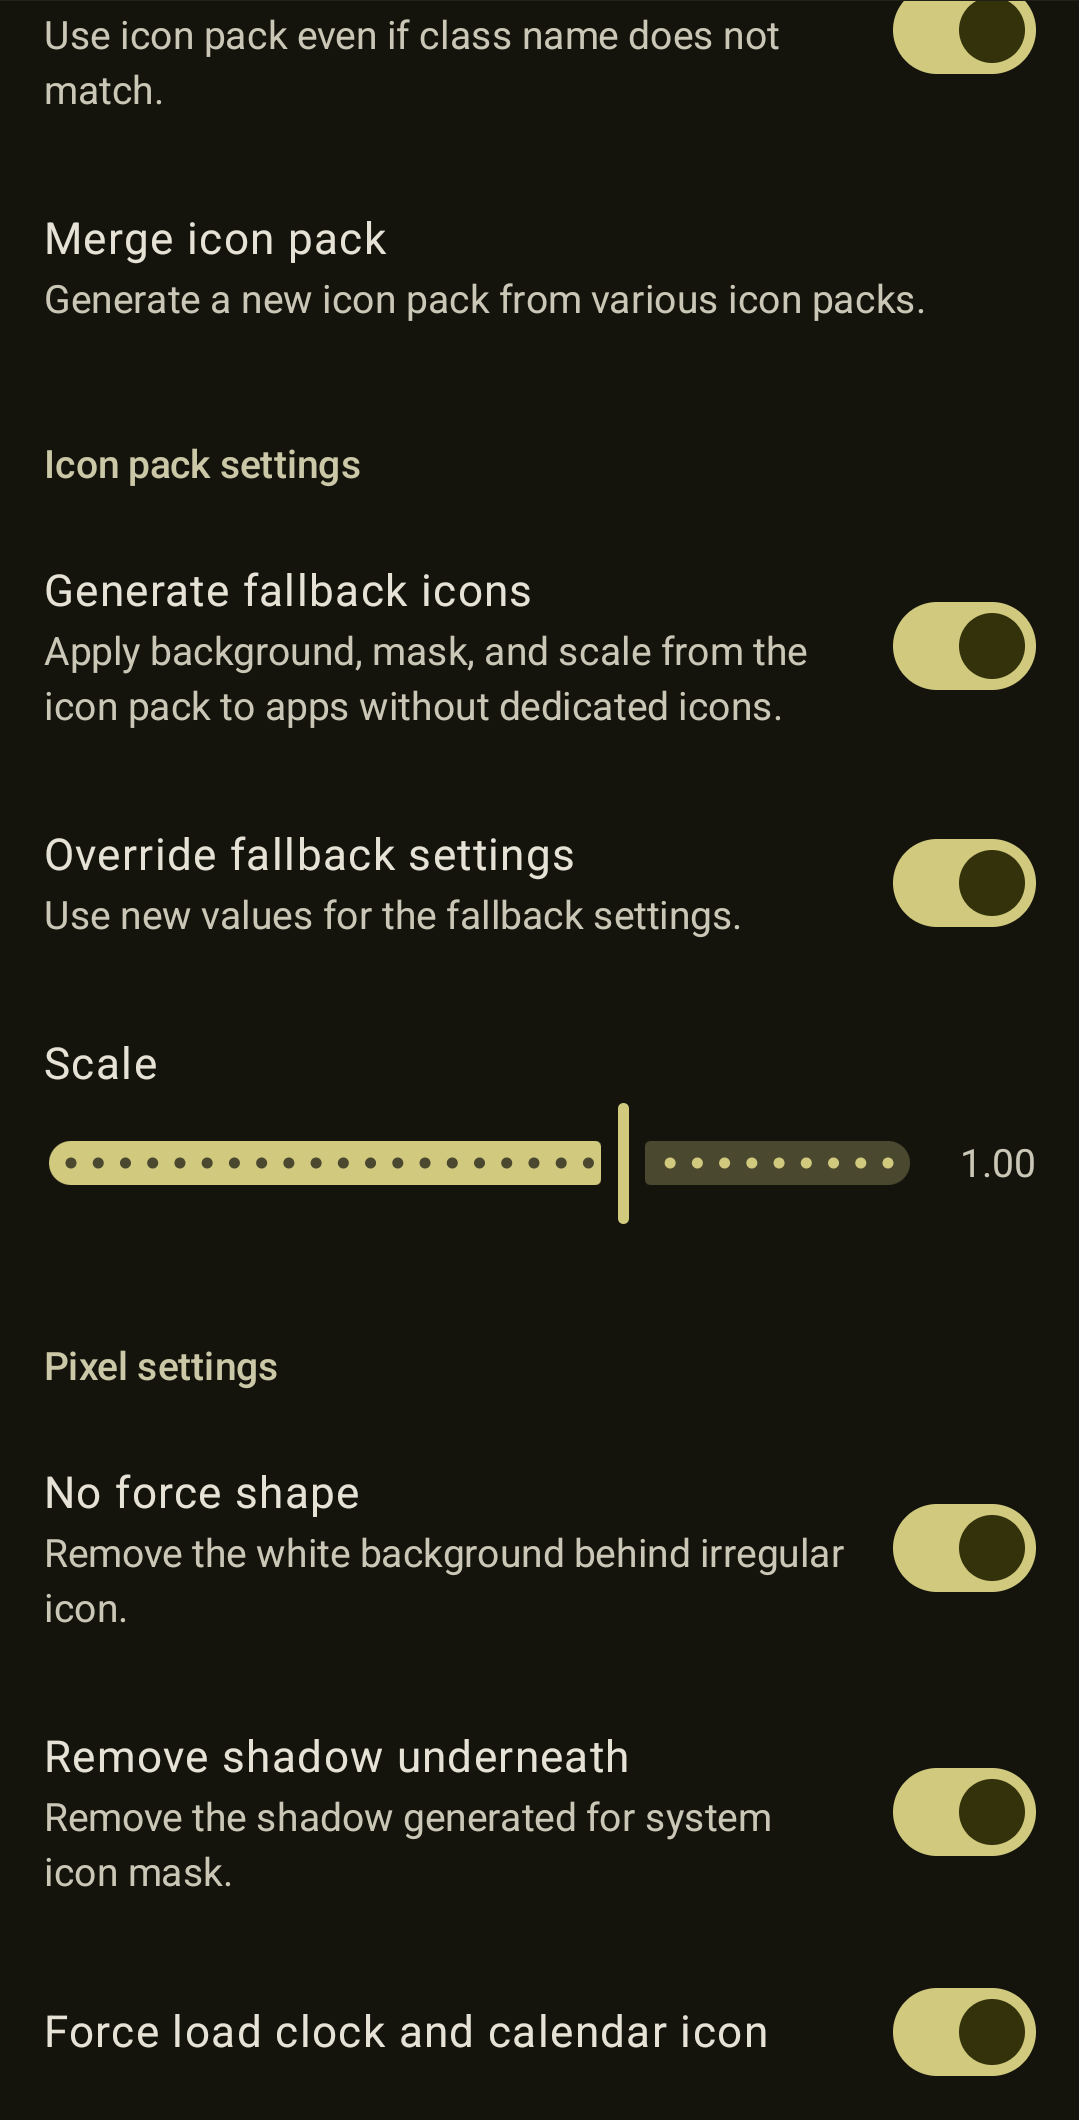 Use icon pack even if class name does not
match.
Merge icon pack
Generate a new icon pack from various icon packs.
Icon pack settings
Generate fallback icons
Apply background, mask, and scale from the
icon pack to apps without dedicated icons.
Override fallback settings
Use new values for the fallback settings.
Scale
1.00
Pixel settings
No force shape
Remove the white background behind irregular
icon.
Remove shadow underneath
Remove the shadow generated for system
icon mask.
Force load clock and calendar icon